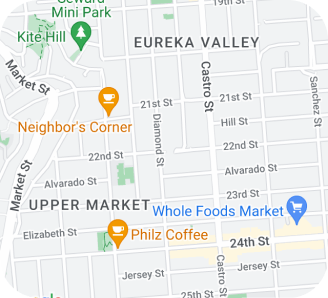 19th St
Seward
Mini Park
Kite Hill
EUREKA VALLEY
Market St
Castro St
Sanchez St
21st St
21st St
Neighbor's Corner
Diamond St
Hill St
22nd St
22nd St
Alvarado St
Alvarado St
Market St
23rd St
UPPER MARKET
Whole Foods Market
Elizabeth St
Philz Coffee
24th St
Jersey St
Castro St
Jersey St
25th St